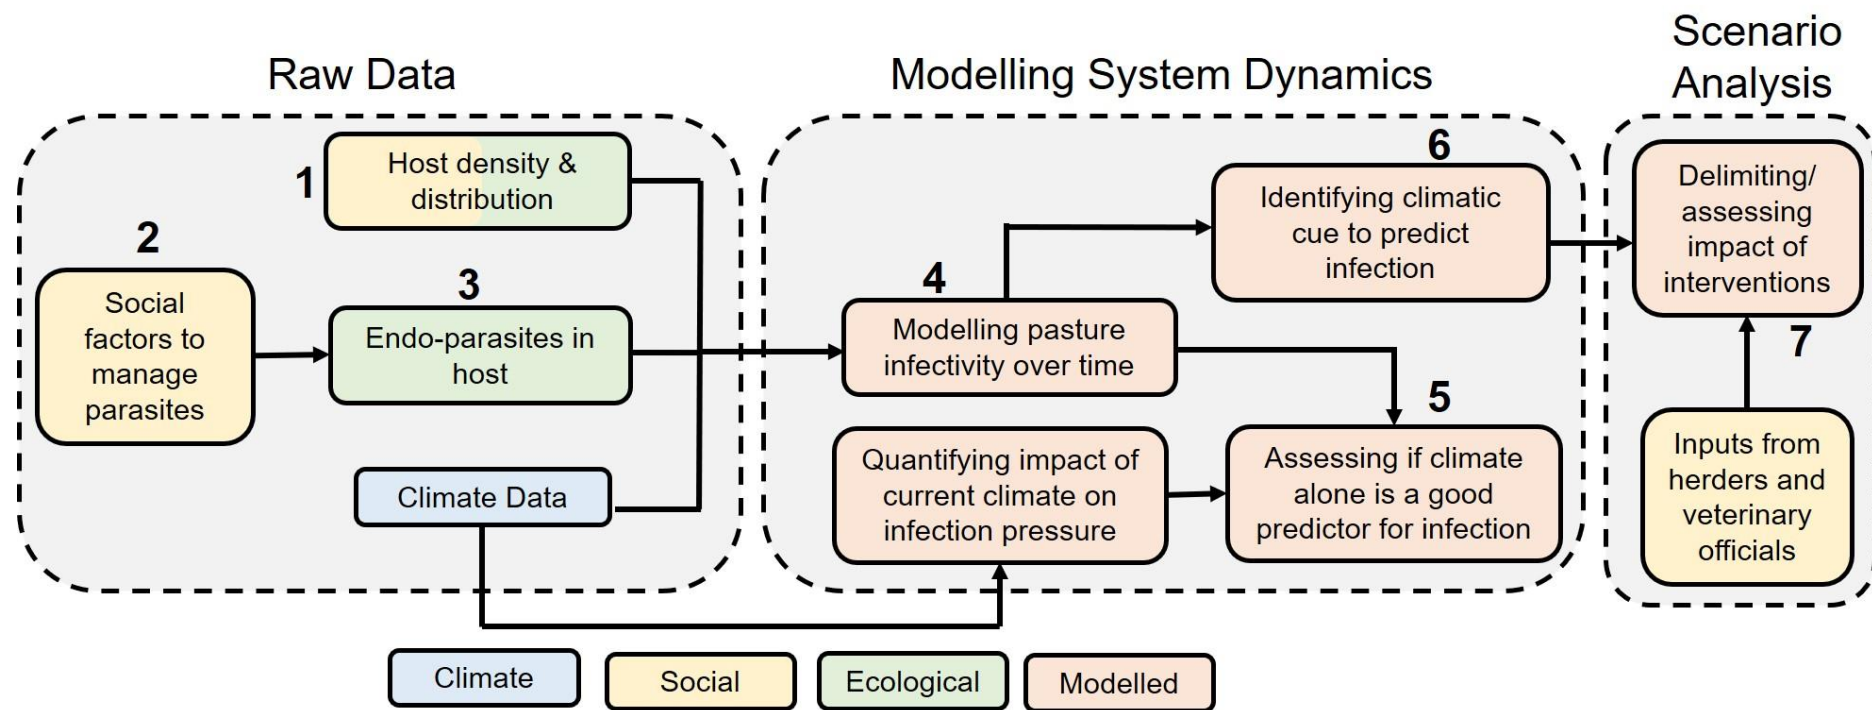 Raw Data
Modelling System Dynamics
Scenario
Analysis
1
Host density &
distribution
2
Social
factors to
manage
parasites
3
Endo-parasites in
host
Climate Data
4
Modelling pasture
infectivity over time
Quantifying impact of
current climate on
infection pressure
6
Identifying climatic
cue to predict
infection
5
Assessing if climate
alone is a good
predictor for infection
Delimiting/
assessing
impact of
interventions
7
Inputs from
herders and
veterinary
officials
Climate
Social
Ecological
Modelled